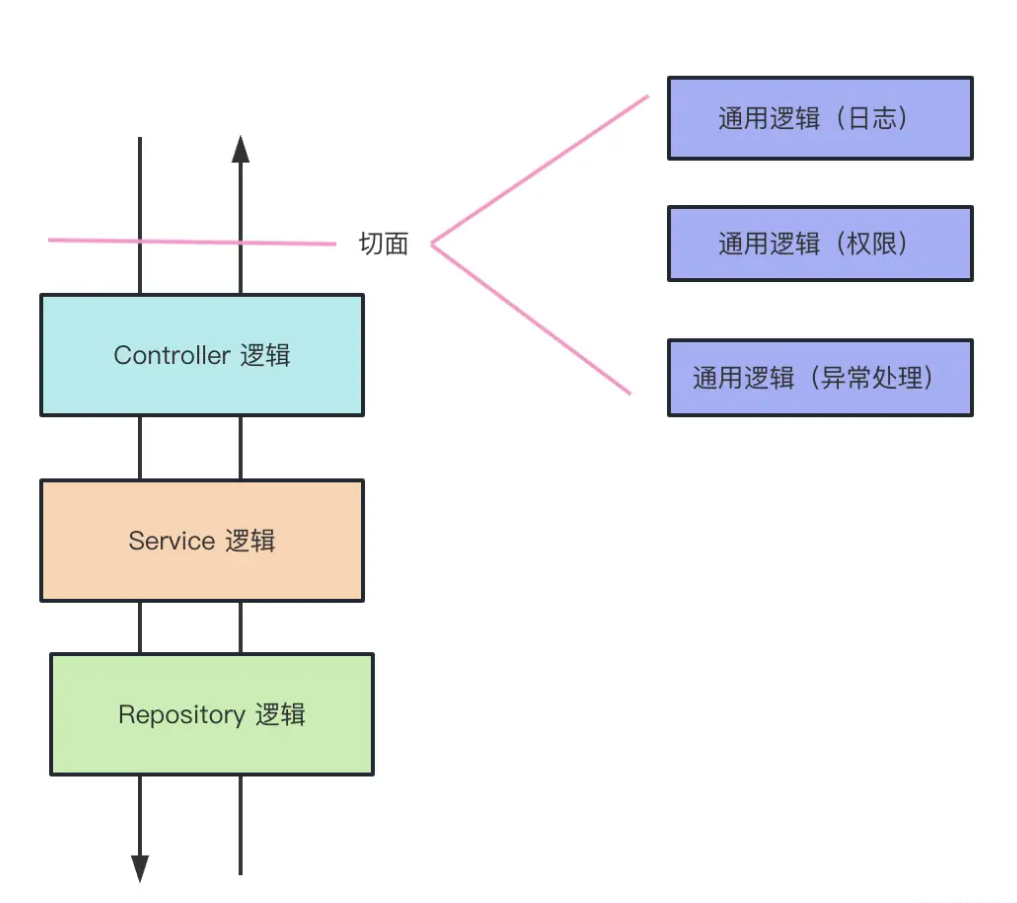 通用逻辑（日志）
通用逻辑（权限）
切面
Controller 逻辑
通用逻辑（异常处理）
Service 逻辑
Repository 逻辑